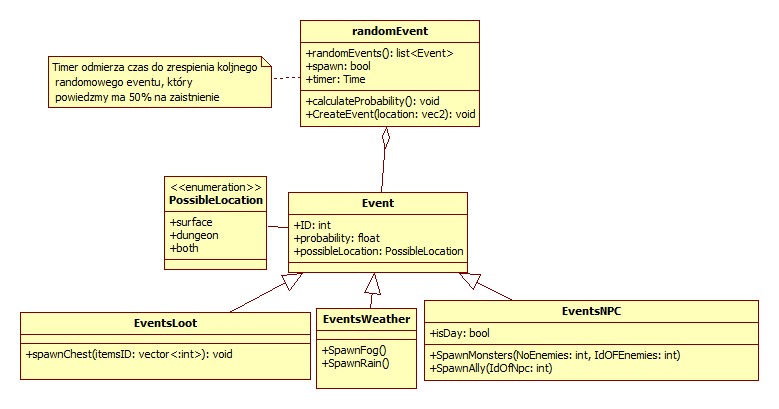 randomEvent
+randomEvents(): list<Event>
+spawn: bool
+timer: Time
+calculateProbability(): void
+CreateEvent(location: vec2): void
Timer odmierza czas do zrespienia koljnego
randomowego eventu, który
powiedzmy ma 50% na zaistnienie
<<enumeration>>
PossibleLocation
+surface
+dungeon
+both
Event
+ID: int
+probability: float
+possibleLocation: PossibleLocation
EventsLoot
+spawnChest(itemsID: vector<:int>): void
EventsWeather
+SpawnFog()
+SpawnRain()
EventsNPC
+isDay: bool
+SpawnMonsters(NoEnemies: int, IdOFEnemies: int)
+SpawnAlly(IdOfNpc: int)